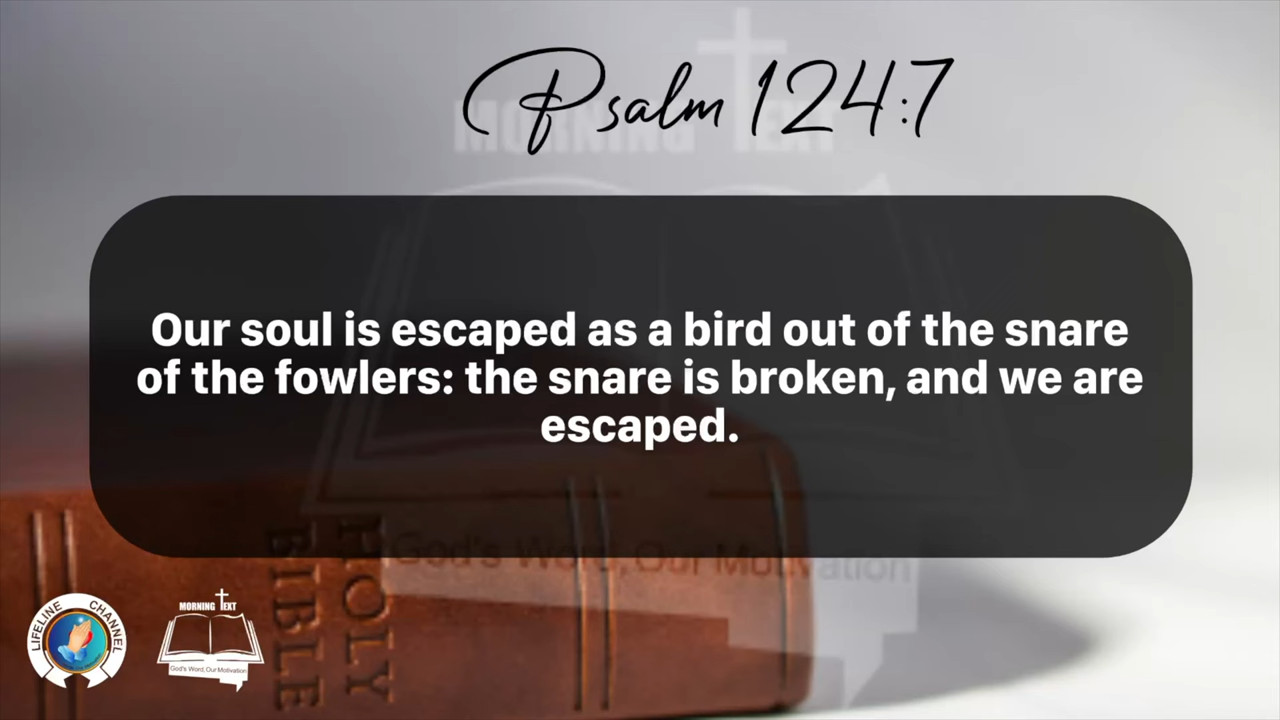 Psalm 124:7
MORNING TEXT
Our soul is escaped as a bird out of the snare
of the fowlers: the snare is broken, and we are
escaped.
God's Word, Our Motivation
HOLY
BIBLE
LIFELINE CHANNEL
MORNING TEXT
God's Word, Our Motivation